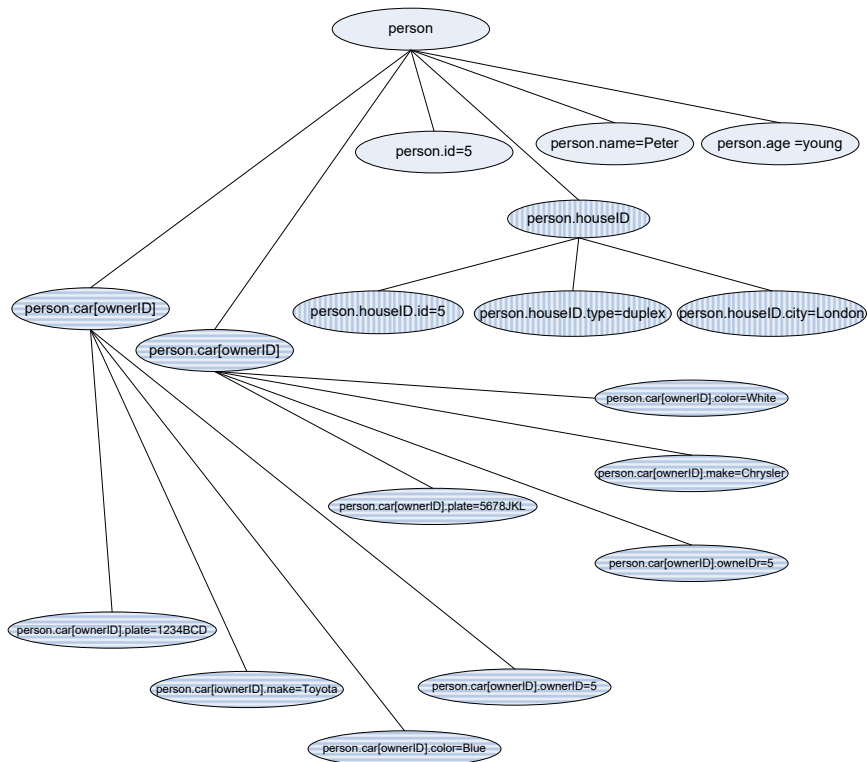 person
person.id=5
person.name=Peter
person.age =young
person.houseID
person.car[ownerID]
person.houseID.id=5
person.houseID.type=duplex
person.houseID.city=London
person.car[ownerID]
person.car[ownerID].color=White
person.car[ownerID].make=Chrysler
person.car[ownerID].plate=5678JKL
person.car[ownerID].owneIDr=5
person.car[ownerID].plate=1234BCD
person.car[iownerID].make=Toyota
person.car[ownerID].ownerID=5
person.car[ownerID].color=Blue